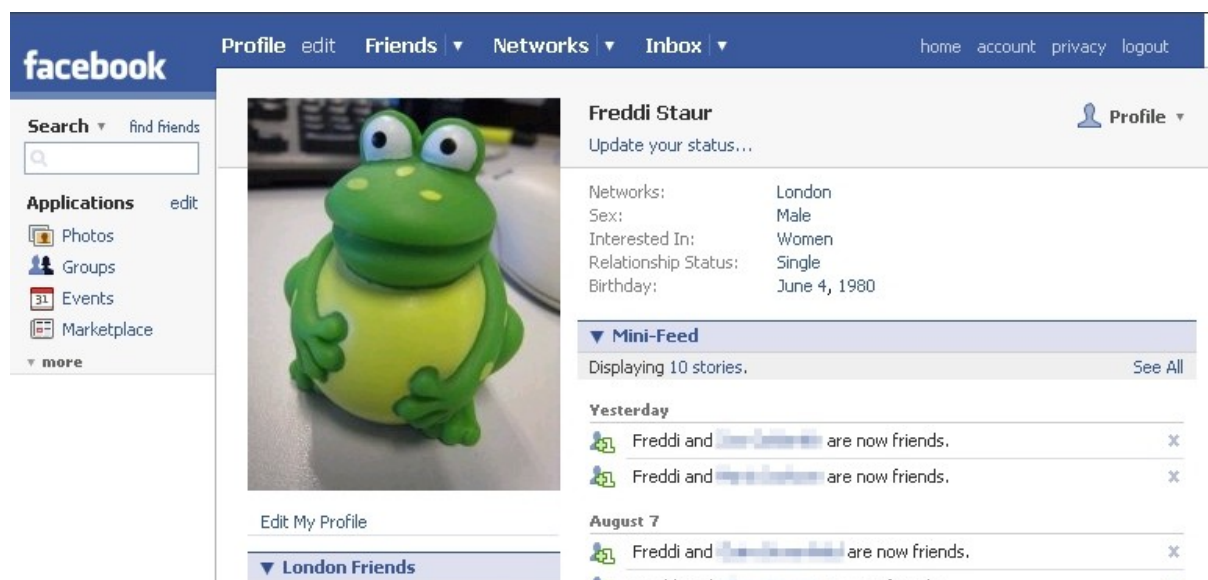 Profile edit Friends Networks Inbox home account privacy logout
facebook
Search find friends
Applications edit
Photos
Groups
31 Events
Marketplace
more
Freddi Staur
Update your status...
Profile
Networks: London
Sex: Male
Interested In: Women
Relationship Status: Single
Birthday: June 4, 1980
Mini-Feed
Displaying 10 stories. See All
Yesterday
Freddi and are now friends.
Freddi and are now friends.
August 7
Freddi and are now friends.
Edit My Profile
London Friends